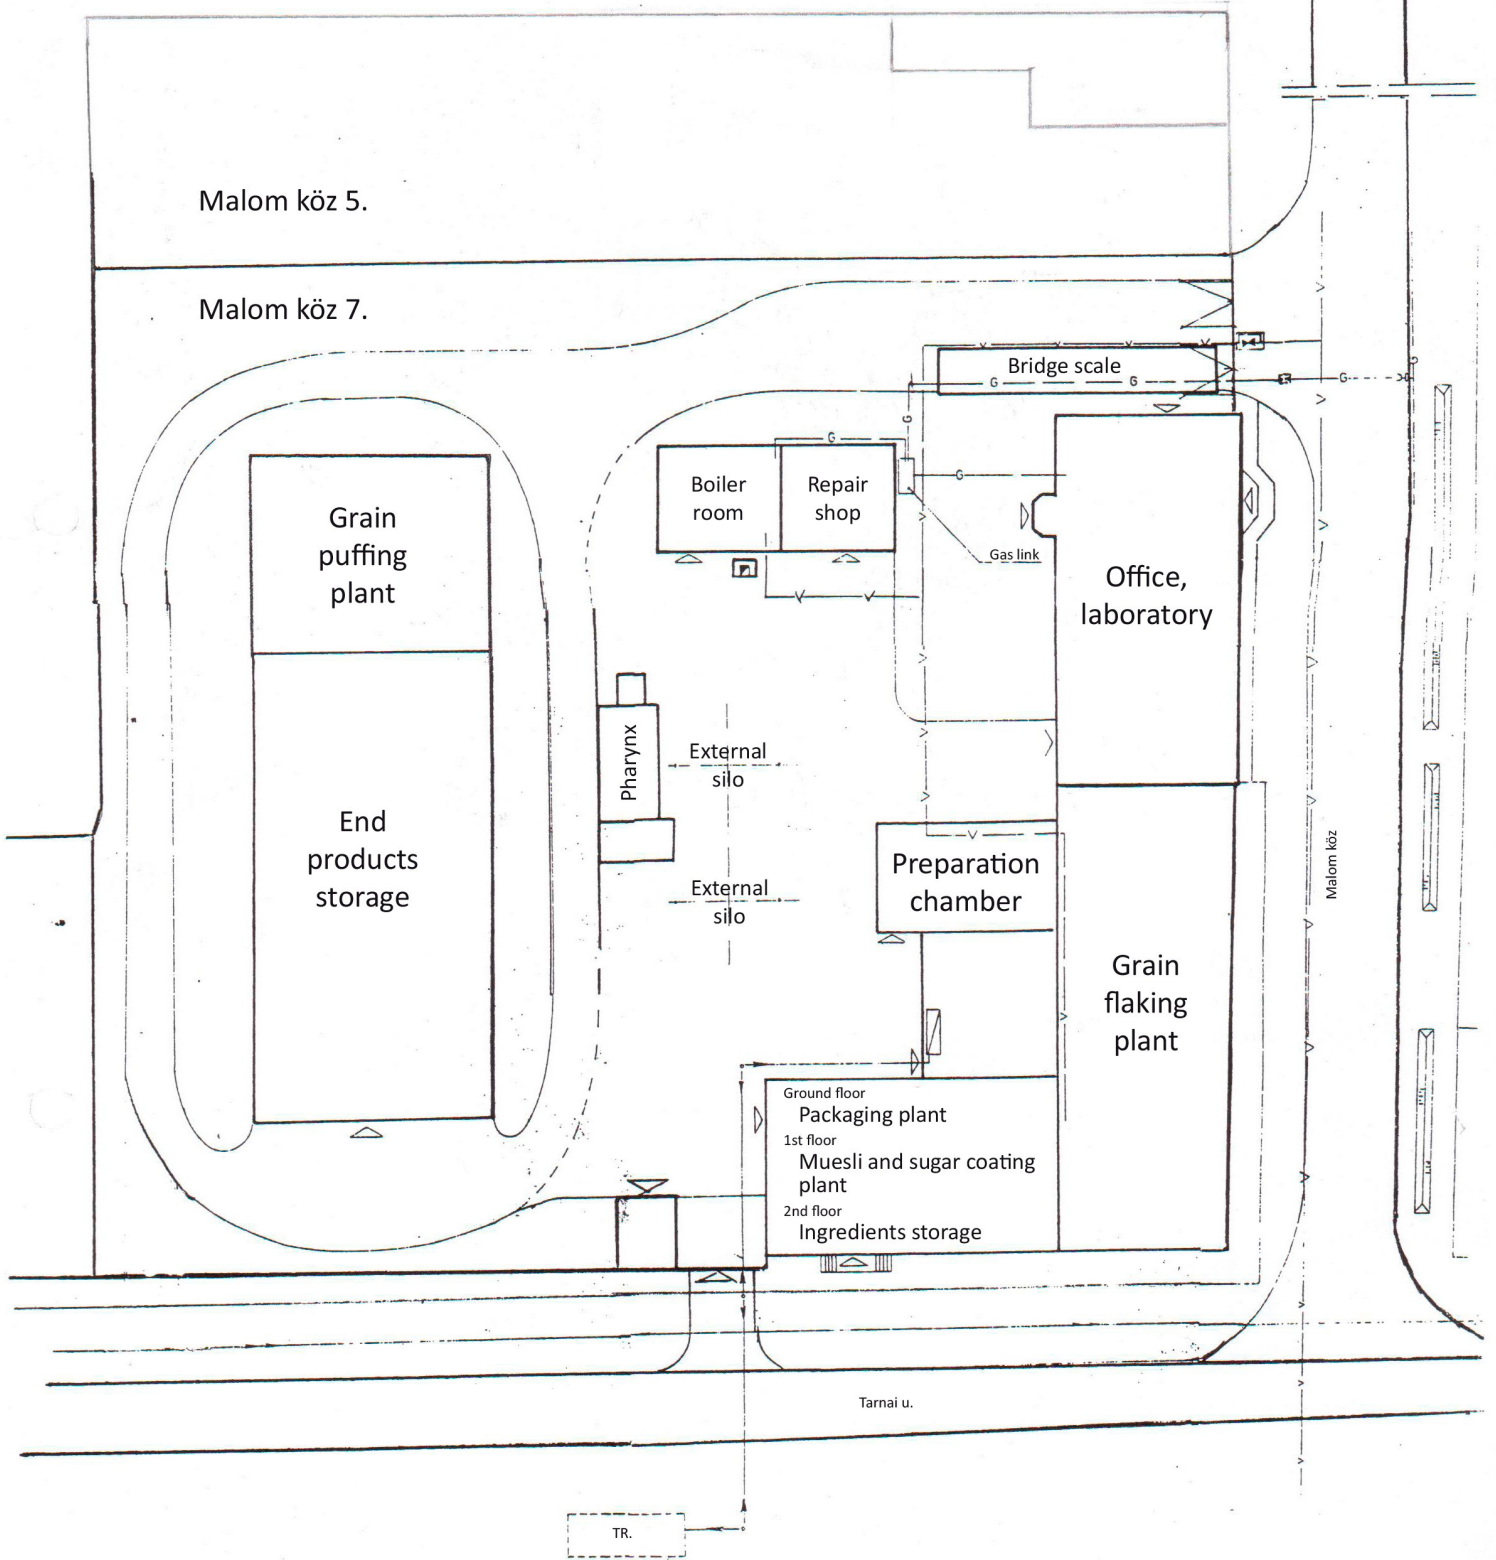 Malom köz 5.
Malom köz 7.
Bridge scale
G
G
G
G
G
G
G
Boiler
room
Repair
shop
Gas link
Grain
puffing
plant
Office,
laboratory
Pharynx
External
silo
End
products
storage
Malom köz
Preparation
chamber
External
silo
Grain
flaking
plant
Ground floor
Packaging plant
1st floor
Muesli and sugar coating
plant
2nd floor
Ingredients storage
Tarnai u.
TR.